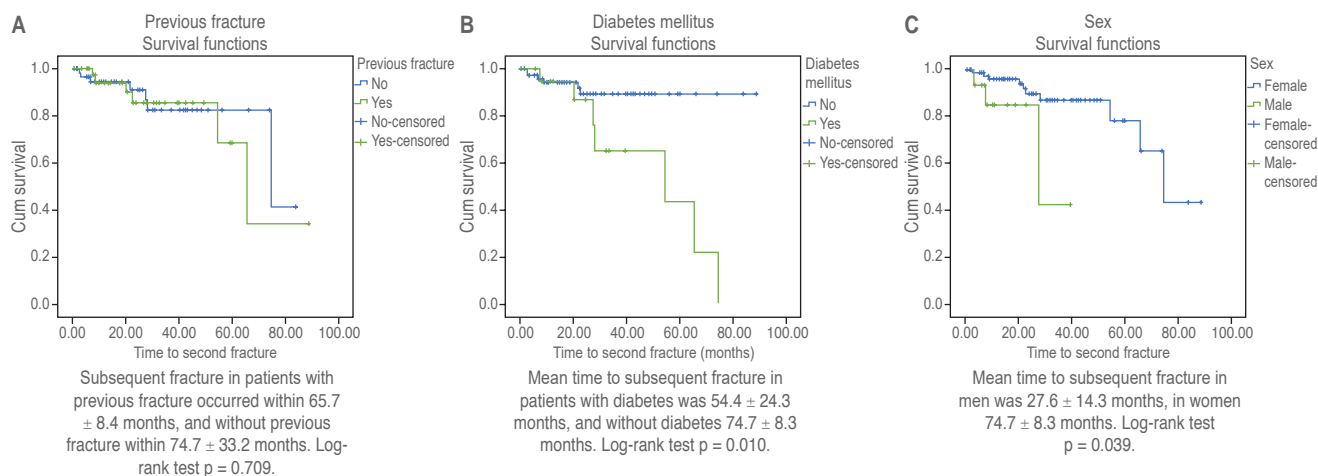 A
Previous fracture
Survival functions
Cum survival
1.0
0.8
0.6
0.4
0.2
0.0
0.00 20.00 40.00 60.00 80.00 100.00
Time to second fracture
Previous fracture
No
Yes
No-censored
Yes-censored
Subsequent fracture in patients with
previous fracture occurred within 65.7
± 8.4 months, and without previous
fracture within 74.7 ± 33.2 months. Log-
rank test p = 0.709.
B
Diabetes mellitus
Survival functions
Cum survival
1.0
0.8
0.6
0.4
0.2
0.0
0.00 20.00 40.00 60.00 80.00 100.00
Time to second fracture (months)
Diabetes
mellitus
No
Yes
No-censored
Yes-censored
Mean time to subsequent fracture in
patients with diabetes was 54.4 ± 24.3
months, and without diabetes 74.7 ± 8.3
months. Log-rank test p = 0.010.
C
Sex
Survival functions
Cum survival
1.0
0.8
0.6
0.4
0.2
0.0
0.00 20.00 40.00 60.00 80.00 100.00
Time to second fracture
Sex
Female
Male
Female-
censored
Male-
censored
Mean time to subsequent fracture in
men was 27.6 ± 14.3 months, in women
74.7 ± 8.3 months. Log-rank test
p = 0.039.